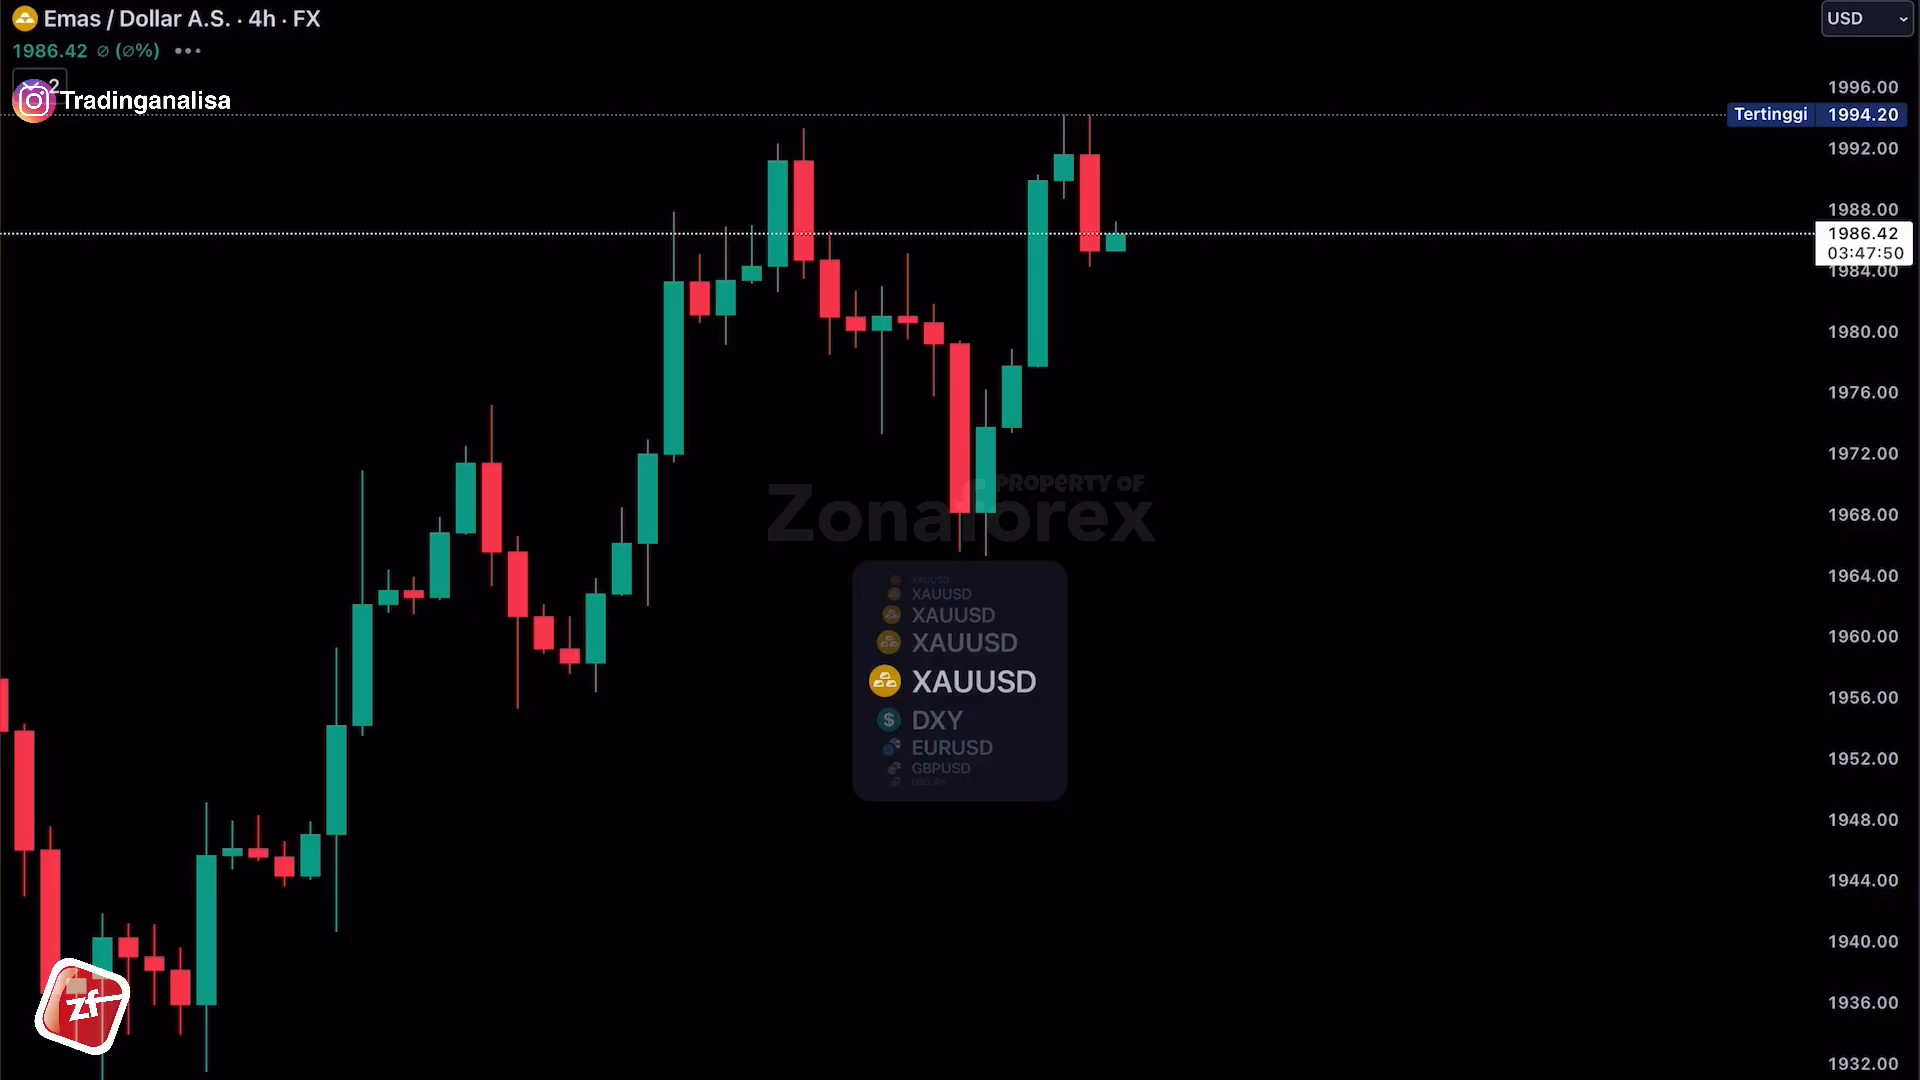 Emas / Dollar A.S. · 4h · FX
USD
1986.42 ∅ (∅%) •••
2
Tradinganalisa
1996.00
Tertinggi 1994.20
1992.00
1988.00
1986.42
03:47:50
1984.00
1980.00
1976.00
1972.00
1968.00
1964.00
1960.00
1956.00
1952.00
1948.00
1944.00
1940.00
1936.00
1932.00
PROPERTY OF
Zonaforex
XAUUSD
XAUUSD
XAUUSD
XAUUSD
XAUUSD
$ DXY
EURUSD
GBPUSD
zf